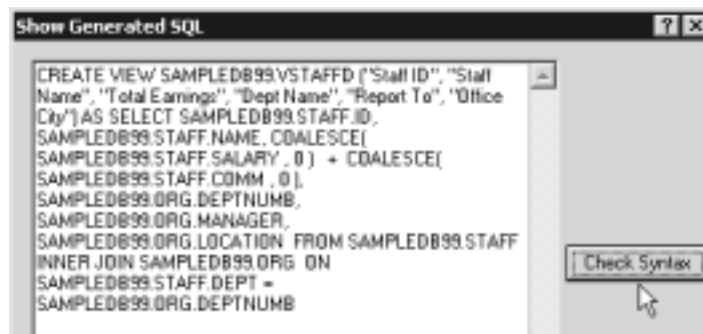 Show Generated SQL
CREATE VIEW SAMPLEDB99.VSTAFFD ("Staff ID", "Staff
Name", "Total Earnings", "Dept Name", "Report To", "Office
City") AS SELECT SAMPLEDB99.STAFF.ID,
SAMPLEDB99.STAFF.NAME, COALESCE(
SAMPLEDB99.STAFF.SALARY , 0 )  + COALESCE(
SAMPLEDB99.STAFF.COMM , 0 ),
SAMPLEDB99.ORG.DEPTNUMB,
SAMPLEDB99.ORG.MANAGER,
SAMPLEDB99.ORG.LOCATION  FROM SAMPLEDB99.STAFF
INNER JOIN SAMPLEDB99.ORG  ON
SAMPLEDB99.STAFF.DEPT =
SAMPLEDB99.ORG.DEPTNUMB
Check Syntax